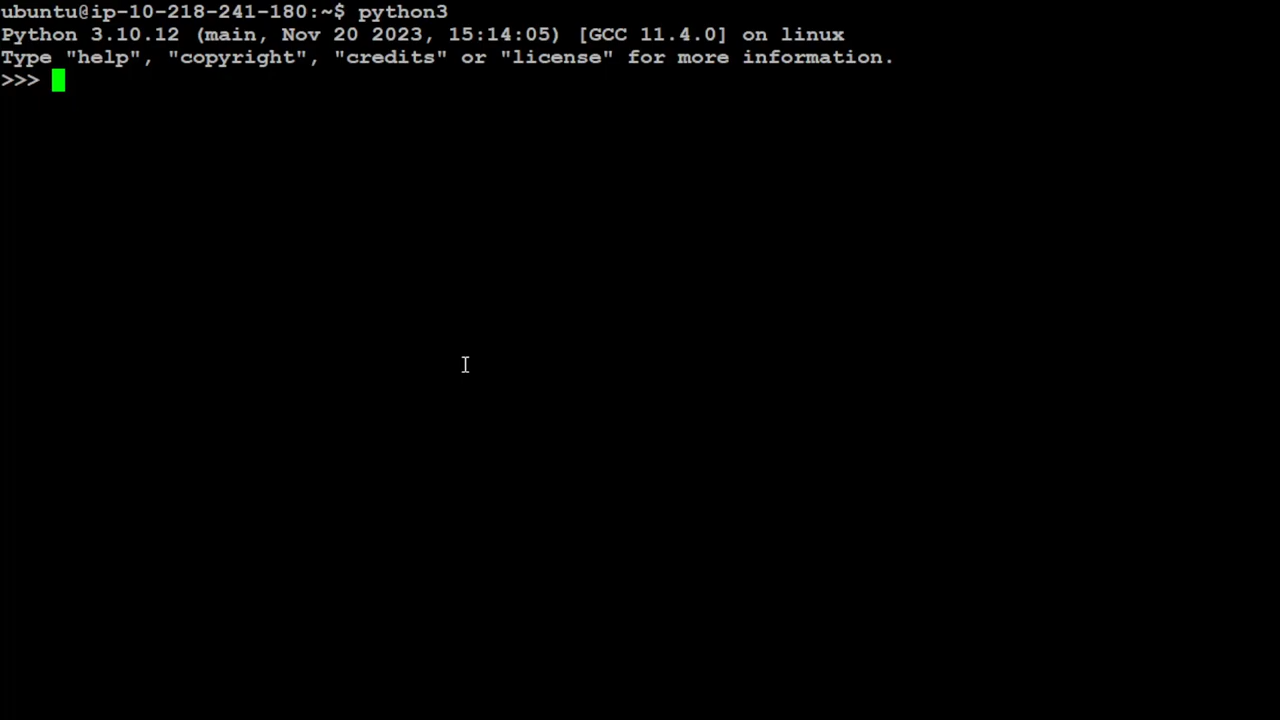 ubuntu@ip-10-218-241-180:~$ python3
Python 3.10.12 (main, Nov 20 2023, 15:14:05) [GCC 11.4.0] on linux
Type "help", "copyright", "credits" or "license" for more information.
>>>